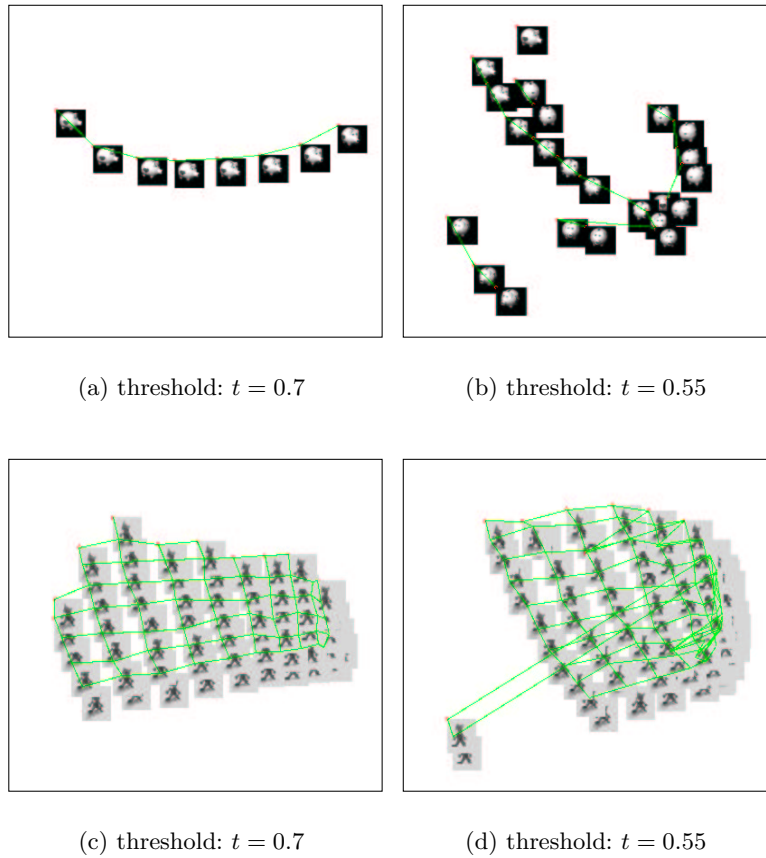 (a) threshold: t = 0.7
(b) threshold: t = 0.55
(c) threshold: t = 0.7
(d) threshold: t = 0.55